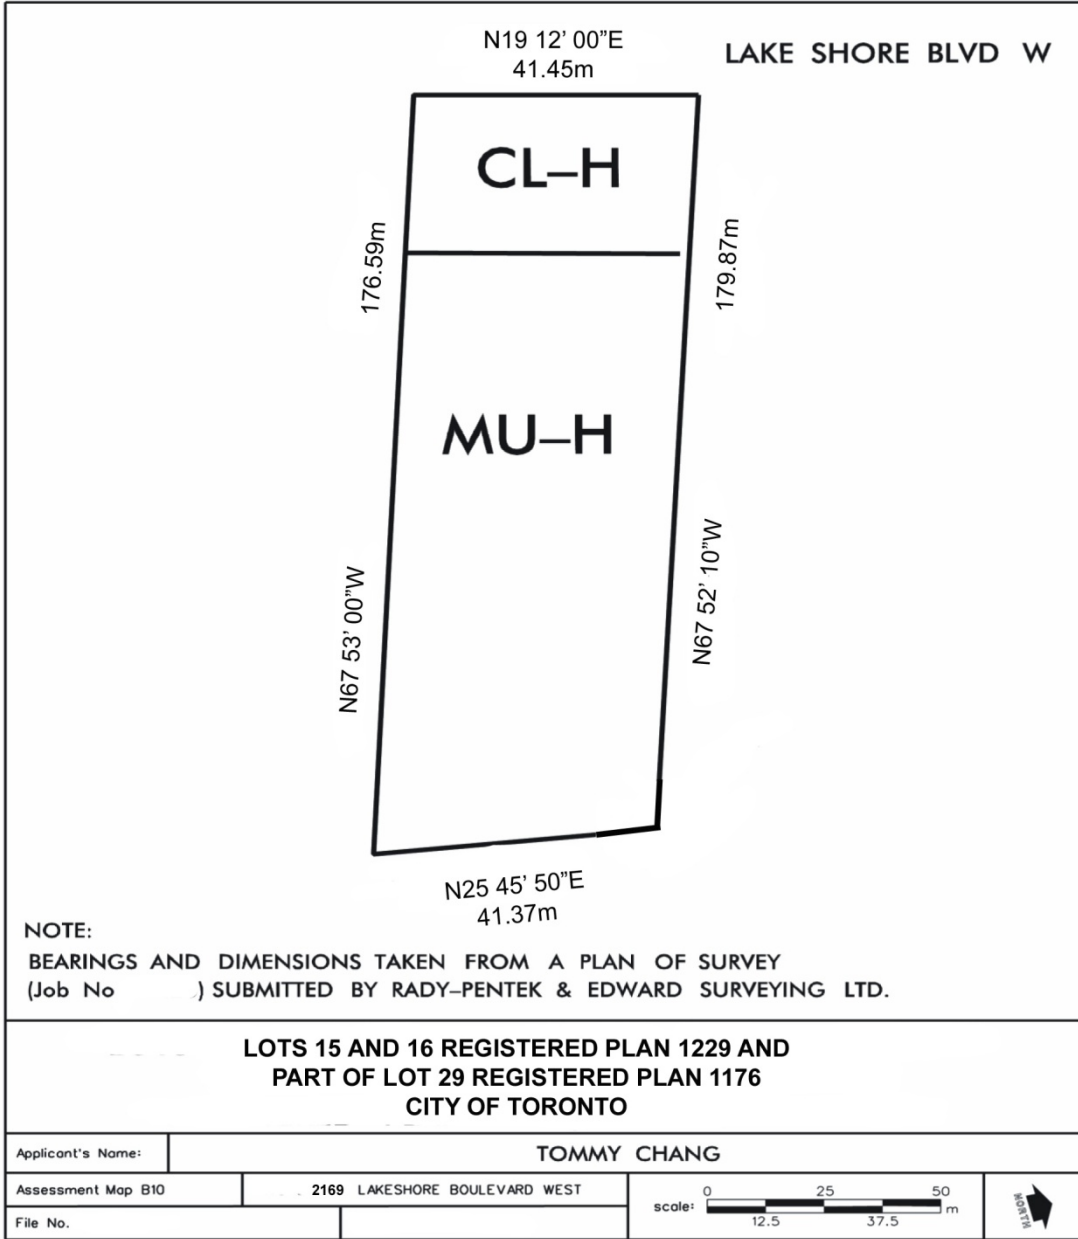 N19 12’ 00”E
41.45m
LAKE SHORE BLVD W
CL–H
176.59m
179.87m
MU–H
N67 53’ 00”W
N67 52’ 10”W
N25 45’ 50”E
41.37m
NOTE:
BEARINGS AND DIMENSIONS TAKEN FROM A PLAN OF SURVEY
(Job No ) SUBMITTED BY RADY–PENTEK & EDWARD SURVEYING LTD.
LOTS 15 AND 16 REGISTERED PLAN 1229 AND
PART OF LOT 29 REGISTERED PLAN 1176
CITY OF TORONTO
Applicant's Name: TOMMY CHANG
Assessment Map B10 2169 LAKESHORE BOULEVARD WEST
File No.
scale: 0 25 50 m
12.5 37.5
NORTH